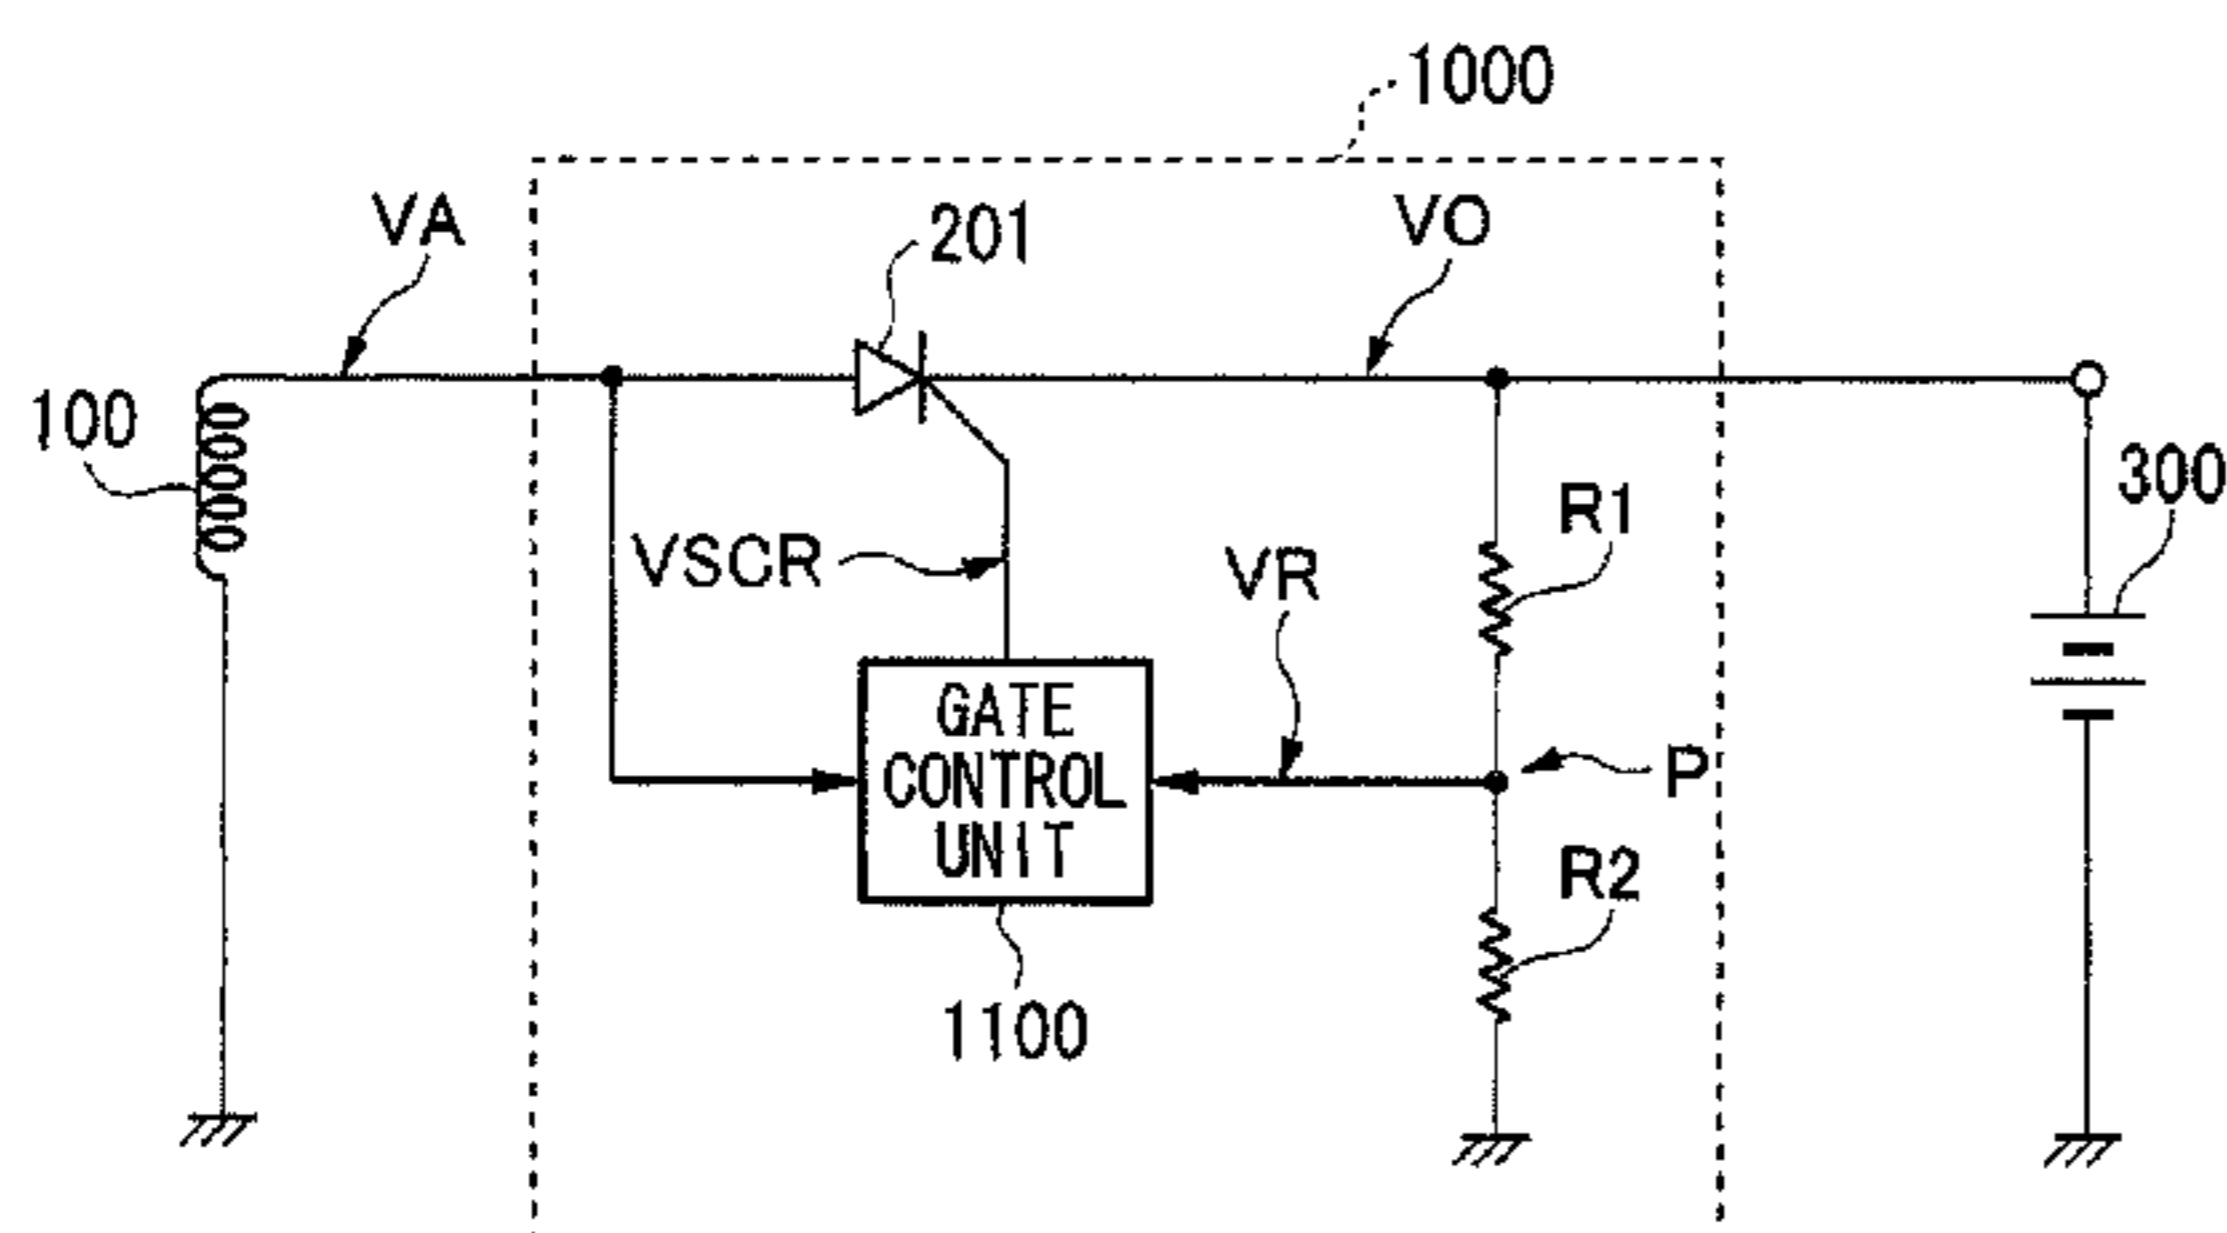 1000
VA
201
VO
100
300
R1
VSCR
VR
GATE
CONTROL
UNIT
P
R2
1100